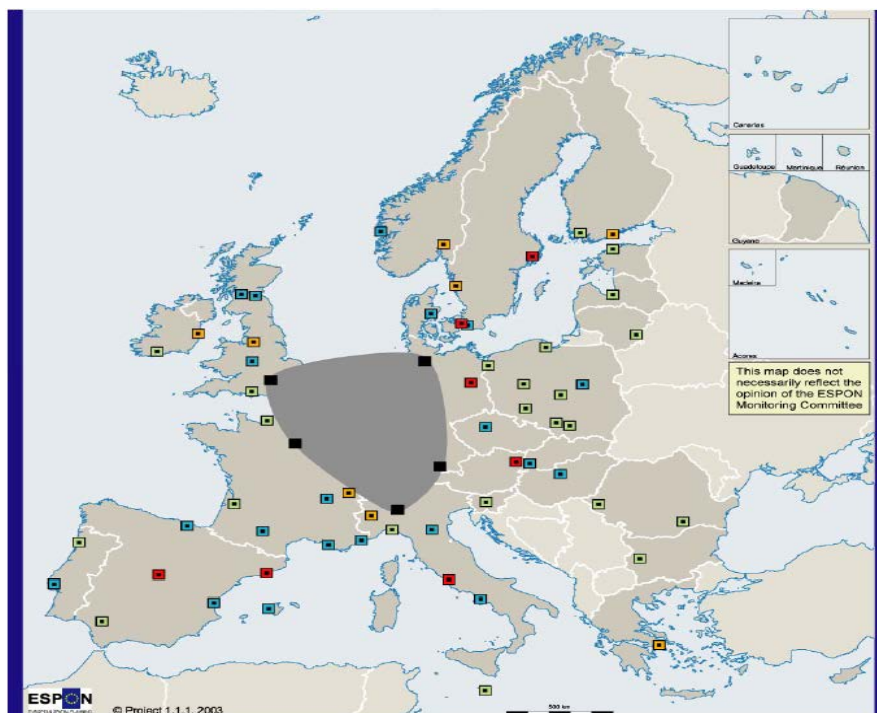 Canarias
Guadeloupe
Martinique
Réunion
Guyane
Madeira
Acores
This map does not
necessarily reflect the
opinion of the ESPON
Monitoring Committee
ESPON
© Project 1.1.1, 2003
500 km